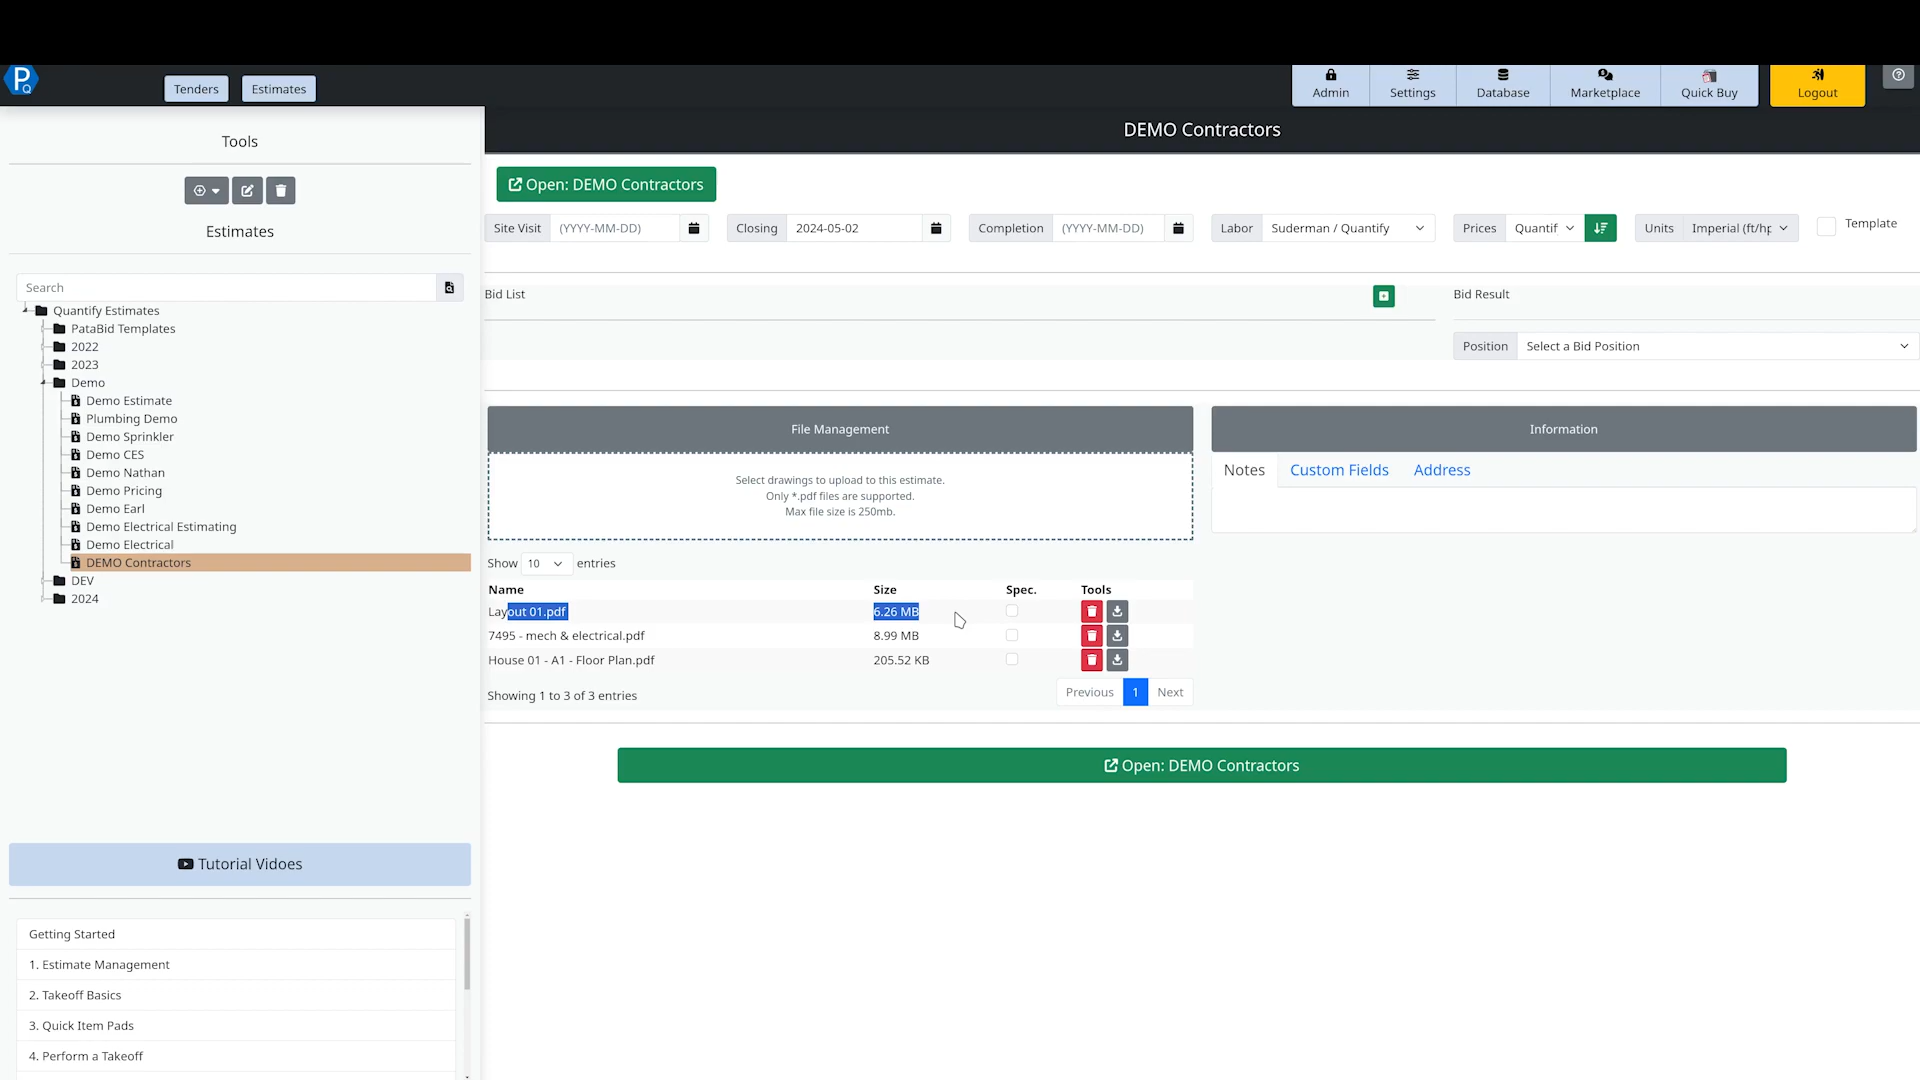 PQ
Tenders
Estimates
Admin
Settings
Database
Marketplace
Quick Buy
Logout
Tools
Estimates
Search
Quantify Estimates
PataBid Templates
2022
2023
Demo
Demo Estimate
Plumbing Demo
Demo Sprinkler
Demo CES
Demo Nathan
Demo Pricing
Demo Earl
Demo Electrical Estimating
Demo Electrical
DEMO Contractors
DEV
2024
Tutorial Vidoes
Getting Started
1. Estimate Management
2. Takeoff Basics
3. Quick Item Pads
4. Perform a Takeoff
DEMO Contractors
Open: DEMO Contractors
Site Visit (YYYY-MM-DD)
Closing 2024-05-02
Completion (YYYY-MM-DD)
Labor Suderman / Quantify
Prices Quantif
Units Imperial (ft/hr
Template
Bid List
Bid Result
Position Select a Bid Position
File Management
Select drawings to upload to this estimate.
Only *.pdf files are supported.
Max file size is 250mb.
Show 10 entries
Name Size Spec. Tools
Layout 01.pdf 6.26 MB
7495 - mech & electrical.pdf 8.99 MB
House 01 - A1 - Floor Plan.pdf 205.52 KB
Showing 1 to 3 of 3 entries
Previous 1 Next
Information
Notes Custom Fields Address
Open: DEMO Contractors